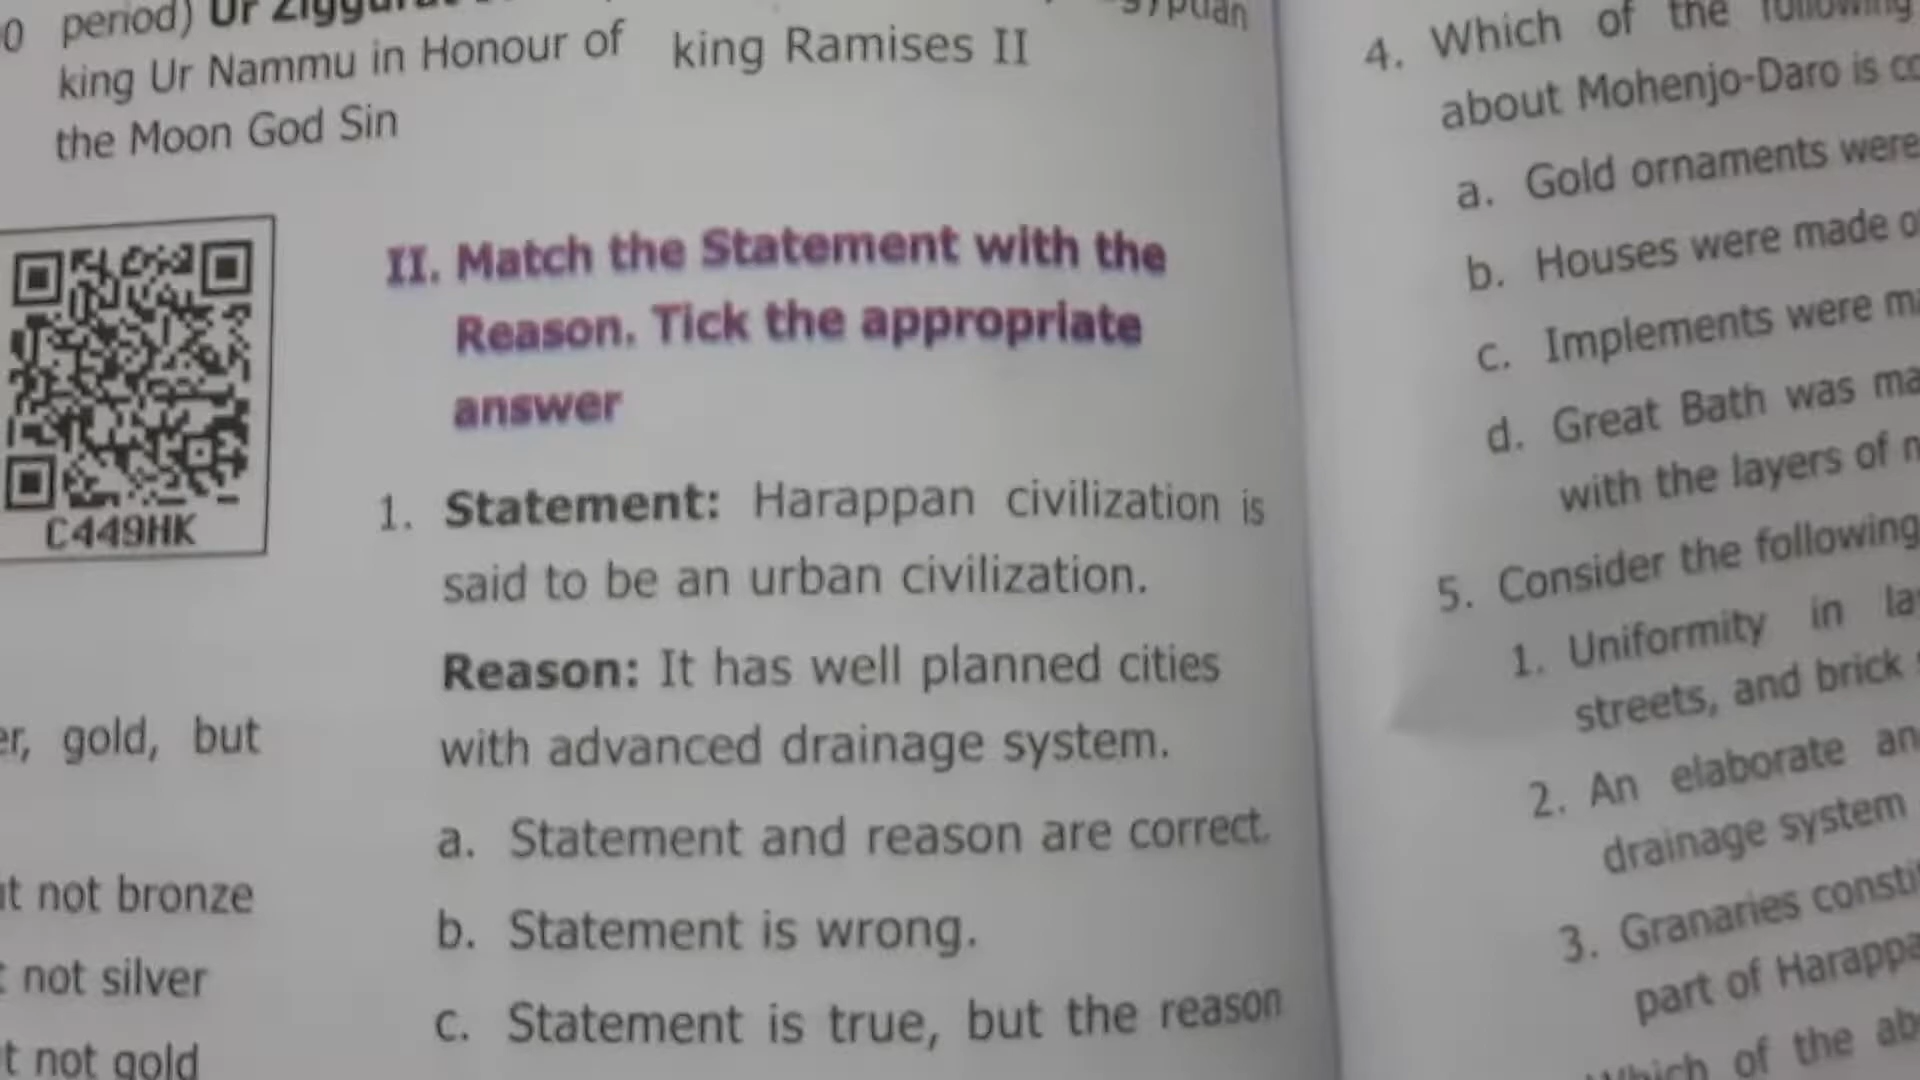 0 period) Ur
king Ur Nammu in Honour of
the Moon God Sin
king Ramises II
C449HK
er, gold, but
not bronze
not silver
t not gold
II. Match the Statement with the
Reason. Tick the appropriate
answer
1. Statement: Harappan civilization is
said to be an urban civilization.
Reason: It has well planned cities
with advanced drainage system.
a. Statement and reason are correct.
b. Statement is wrong.
c. Statement is true, but the reason
4. Which of the following
about Mohenjo-Daro is
a. Gold ornaments were
b. Houses were made
c. Implements were
d. Great Bath was
with the layers of
5. Consider the following
1. Uniformity in
streets, and brick
2. An elaborate
drainage system
3. Granaries
part of
Which of the